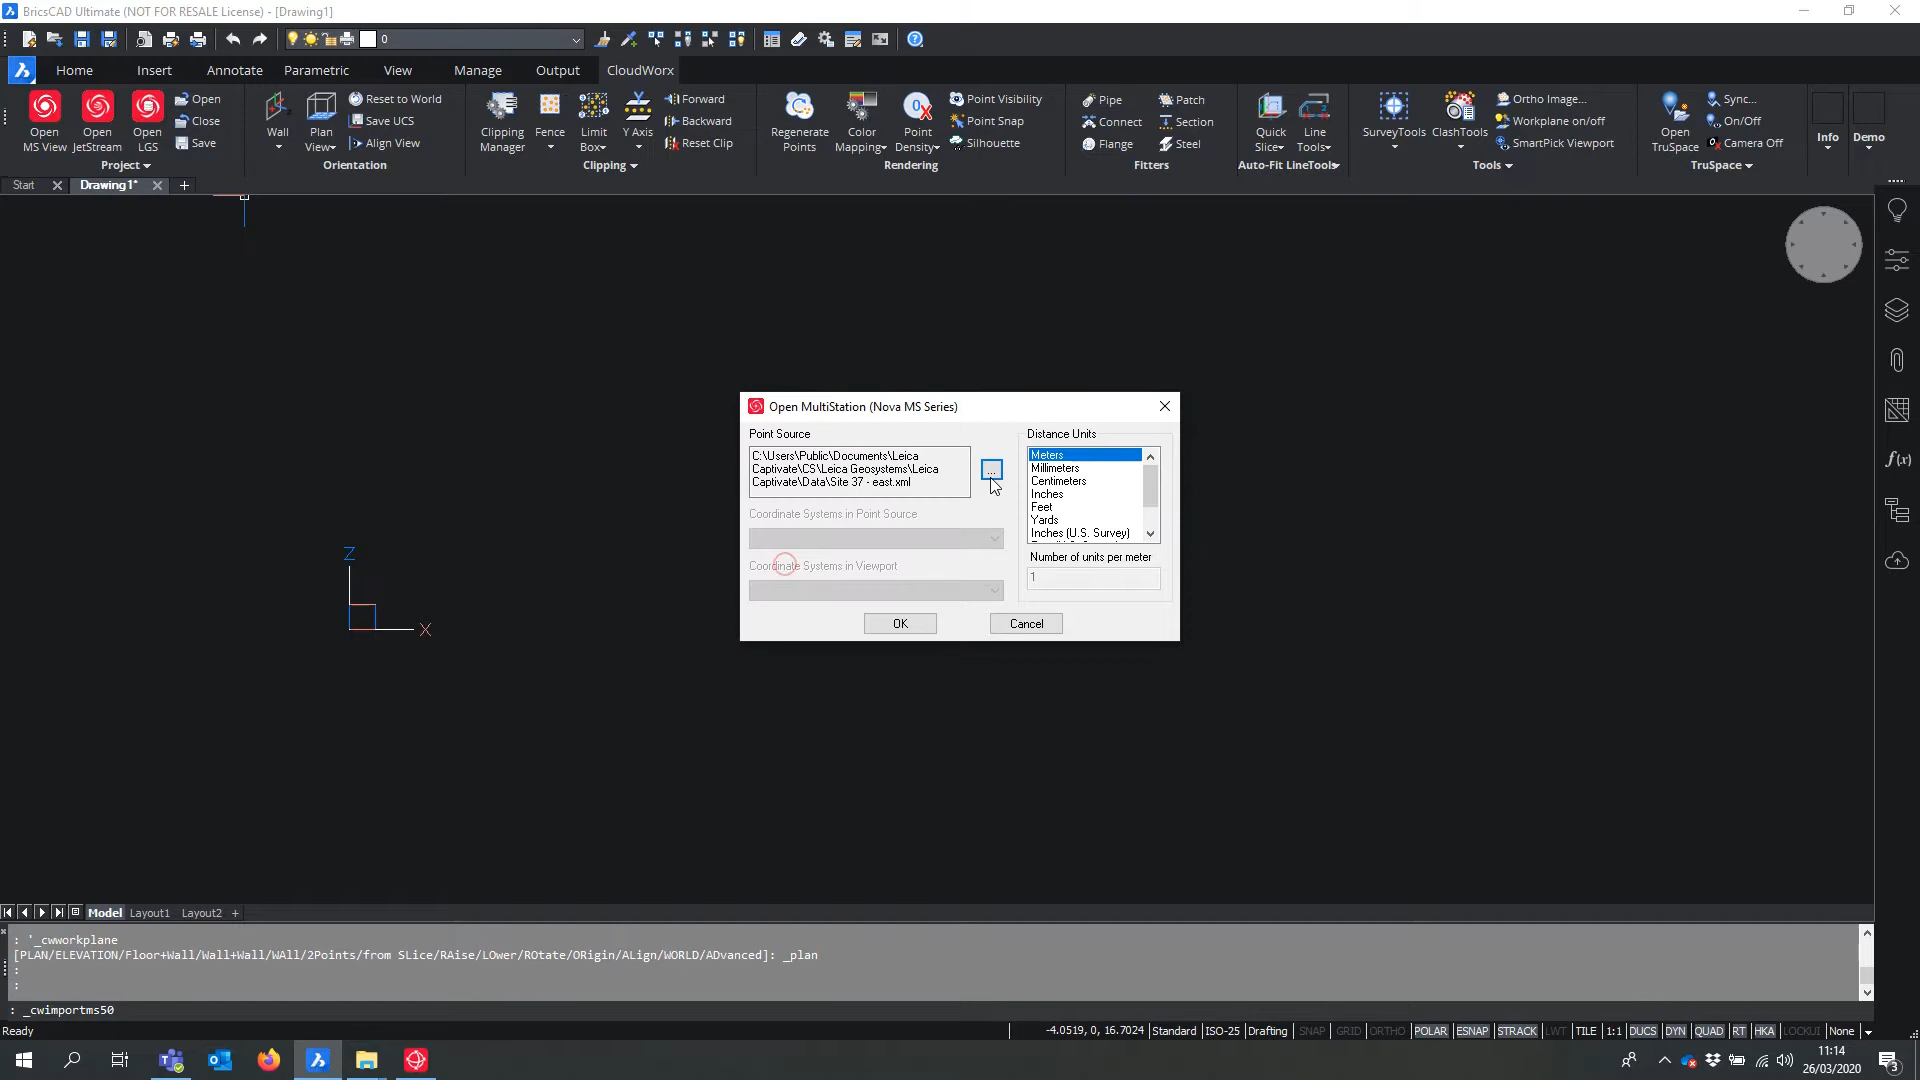 BricsCAD Ultimate (NOT FOR RESALE License) - [Drawing1]
0
Home Insert Annotate Parametric View Manage Output CloudWorx
Open MS View
Open JetStream
Open LGS
Open
Close
Save
Project
Wall
Plan View
Reset to World
Save UCS
Align View
Orientation
Clipping Manager
Fence
Limit Box
Y Axis
Forward
Backward
Reset Clip
Clipping
Regenerate Points
Color Mapping
Point Density
Point Visibility
Point Snap
Silhouette
Rendering
Pipe
Connect
Flange
Patch
Section
Steel
Fitters
Quick Slice
Line Tools
Auto-Fit LineTools
SurveyTools
ClashTools
Ortho Image...
Workplane on/off
SmartPick Viewport
Tools
Open TruSpace
Sync...
On/Off
Camera Off
TruSpace
Info
Demo
Start Drawing1*
Open MultiStation (Nova MS Series)
Point Source
C:\Users\Public\Documents\Leica
Captivate\CS\Leica Geosystems\Leica
Captivate\Data\Site 37 - east.xml
...
Coordinate Systems in Point Source
Coordinate Systems in Viewport
Distance Units
Meters
Millimeters
Centimeters
Inches
Feet
Yards
Inches (U.S. Survey)
Number of units per meter
1
OK Cancel
Z
X
Model Layout1 Layout2 +
: '_cwworkplane
[PLAN/ELEVATION/Floor+Wall/Wall+Wall/WAll/2Points/from SLice/RAise/LOwer/ROtate/ORigin/ALign/WORLD/ADvanced]: _plan
:
:
: _cwimportms50
Ready
-4.0519, 0, 16.7024 Standard ISO-25 Drafting SNAP GRID ORTHO POLAR ESNAP STRACK LWT TILE 1:1 DUCS DYN QUAD RT HKA LOCKUI None
11:14
26/03/2020
3